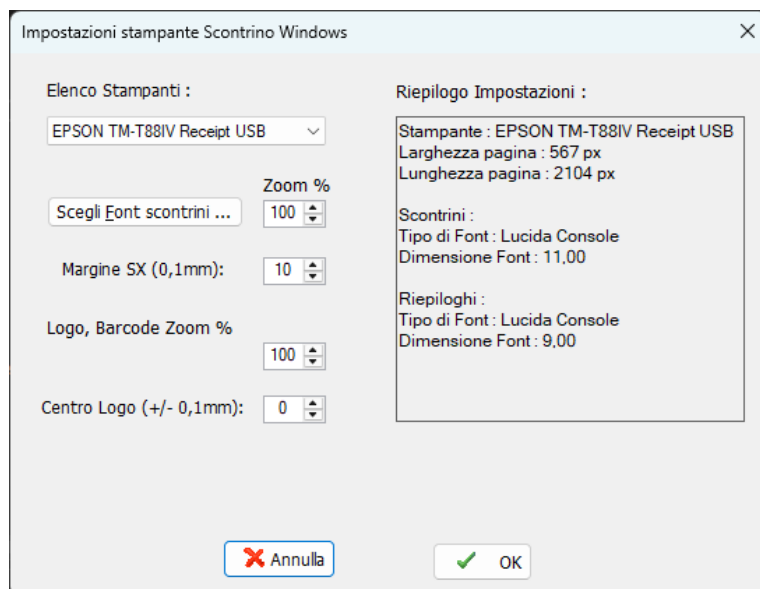 Impostazioni stampante Scontrino Windows
Elenco Stampanti :
EPSON TM-T88IV Receipt USB
Zoom %
Scegli Font scontrini ...
100
Margine SX (0,1mm):
10
Logo, Barcode Zoom %
100
Centro Logo (+/- 0,1mm):
0
Riepilogo Impostazioni :
Stampante : EPSON TM-T88IV Receipt USB
Larghezza pagina : 567 px
Lunghezza pagina : 2104 px
Scontrini :
Tipo di Font : Lucida Console
Dimensione Font : 11,00
Riepiloghi :
Tipo di Font : Lucida Console
Dimensione Font : 9,00
Annulla
OK